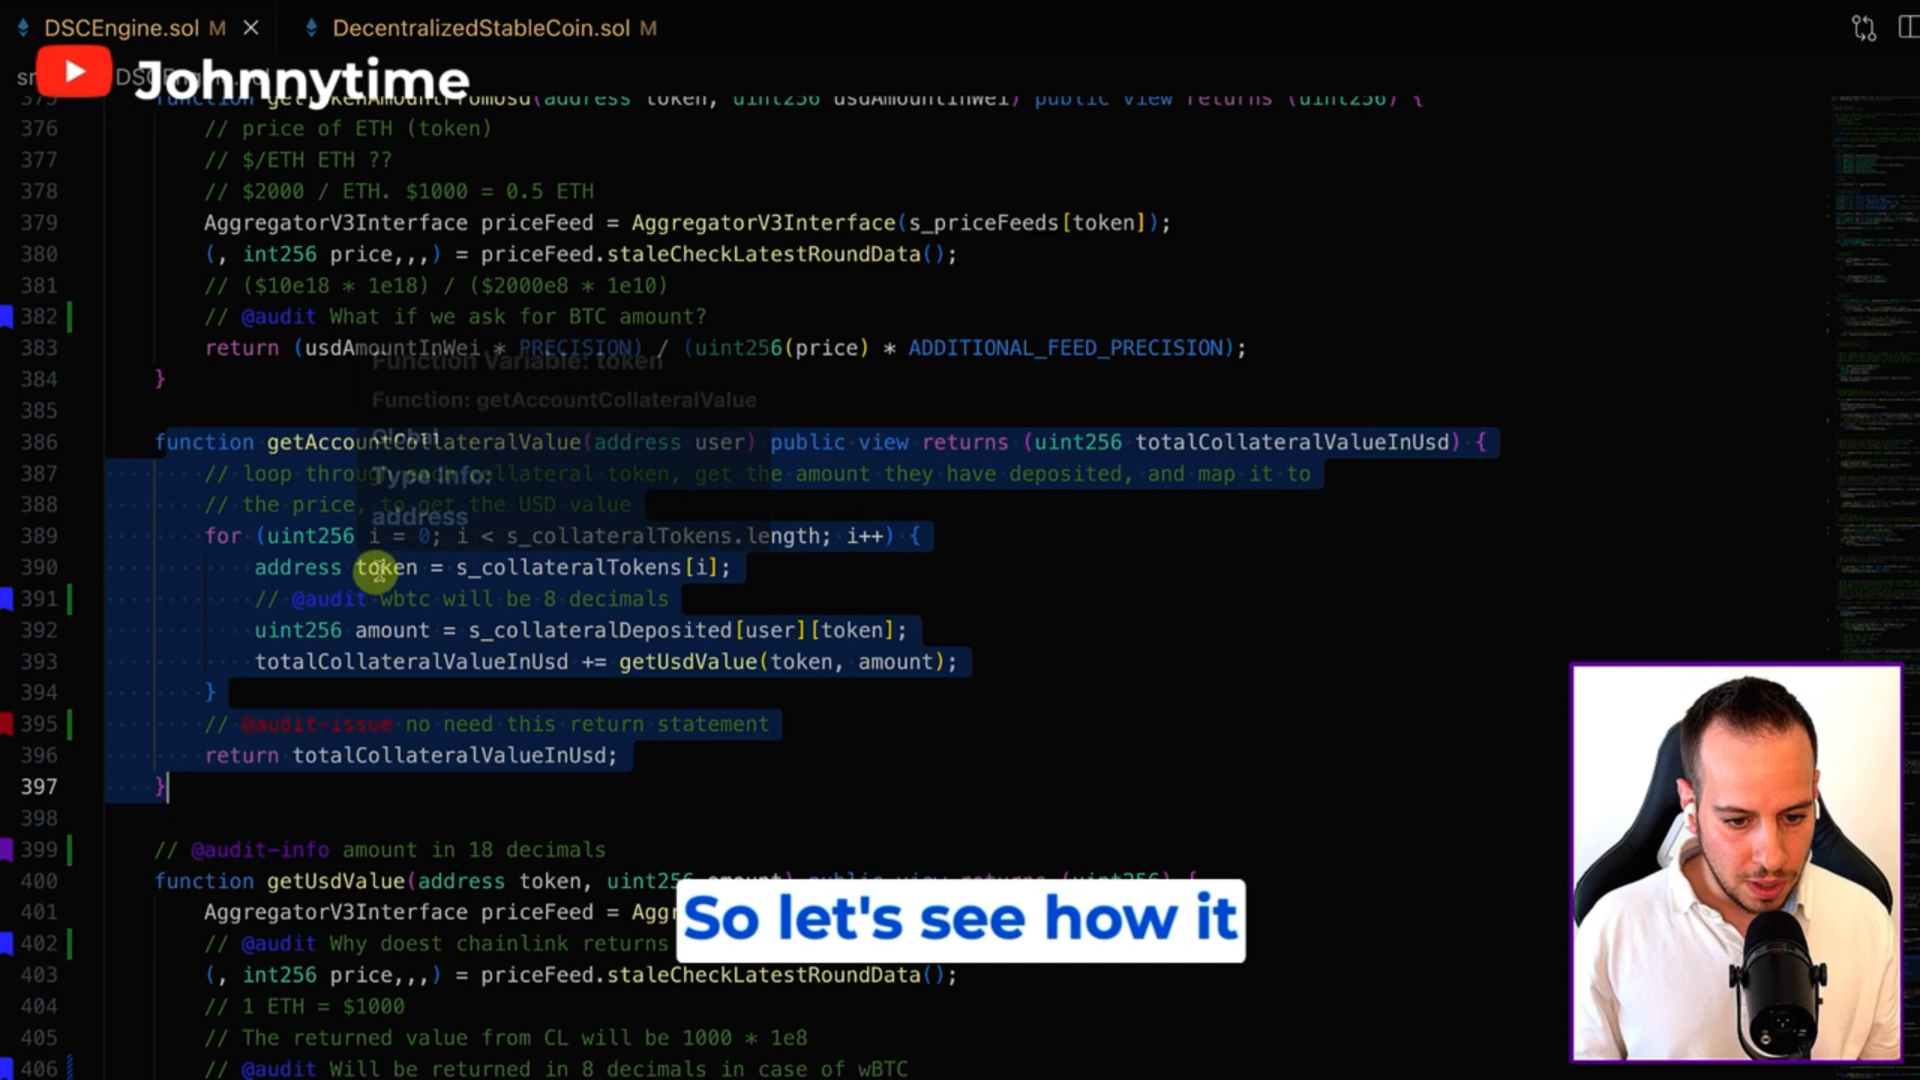 DSCEngine.sol M
DecentralizedStableCoin.sol M
Johnnytime
(address token, uint256 usdAmountInWei) public view returns (uint256) {
376 // price of ETH (token)
377 // $/ETH ETH ??
378 // $2000 / ETH. $1000 = 0.5 ETH
379 AggregatorV3Interface priceFeed = AggregatorV3Interface(s_priceFeeds[token]);
380 (, int256 price,,,) = priceFeed.staleCheckLatestRoundData();
381 // ($10e18 * 1e18) / ($2000e8 * 1e10)
382 // @audit What if we ask for BTC amount?
383 return (usdAmountInWei * PRECISION) / (uint256(price) * ADDITIONAL_FEED_PRECISION);
Function Variable: token
384 }
Function: getAccountCollateralValue
385
Global
386 function getAccountCollateralValue(address user) public view returns (uint256 totalCollateralValueInUsd) {
387 // loop through each collateral token, get the amount they have deposited, and map it to
Type Info:
388 // the price, to get the USD value
address
389 for (uint256 i = 0; i < s_collateralTokens.length; i++) {
390 address token = s_collateralTokens[i];
391 // @audit wbtc will be 8 decimals
392 uint256 amount = s_collateralDeposited[user][token];
393 totalCollateralValueInUsd += getUsdValue(token, amount);
394 }
395 // @audit-issue no need this return statement
396 return totalCollateralValueInUsd;
397 }
398
399 // @audit-info amount in 18 decimals
400 function getUsdValue(address token, uint256 amount) public view returns (uint256) {
401 AggregatorV3Interface priceFeed = Agg
So let's see how it
402 // @audit Why doest chainlink returns
403 (, int256 price,,,) = priceFeed.staleCheckLatestRoundData();
404 // 1 ETH = $1000
405 // The returned value from CL will be 1000 * 1e8
406 // @audit Will be returned in 8 decimals in case of wBTC